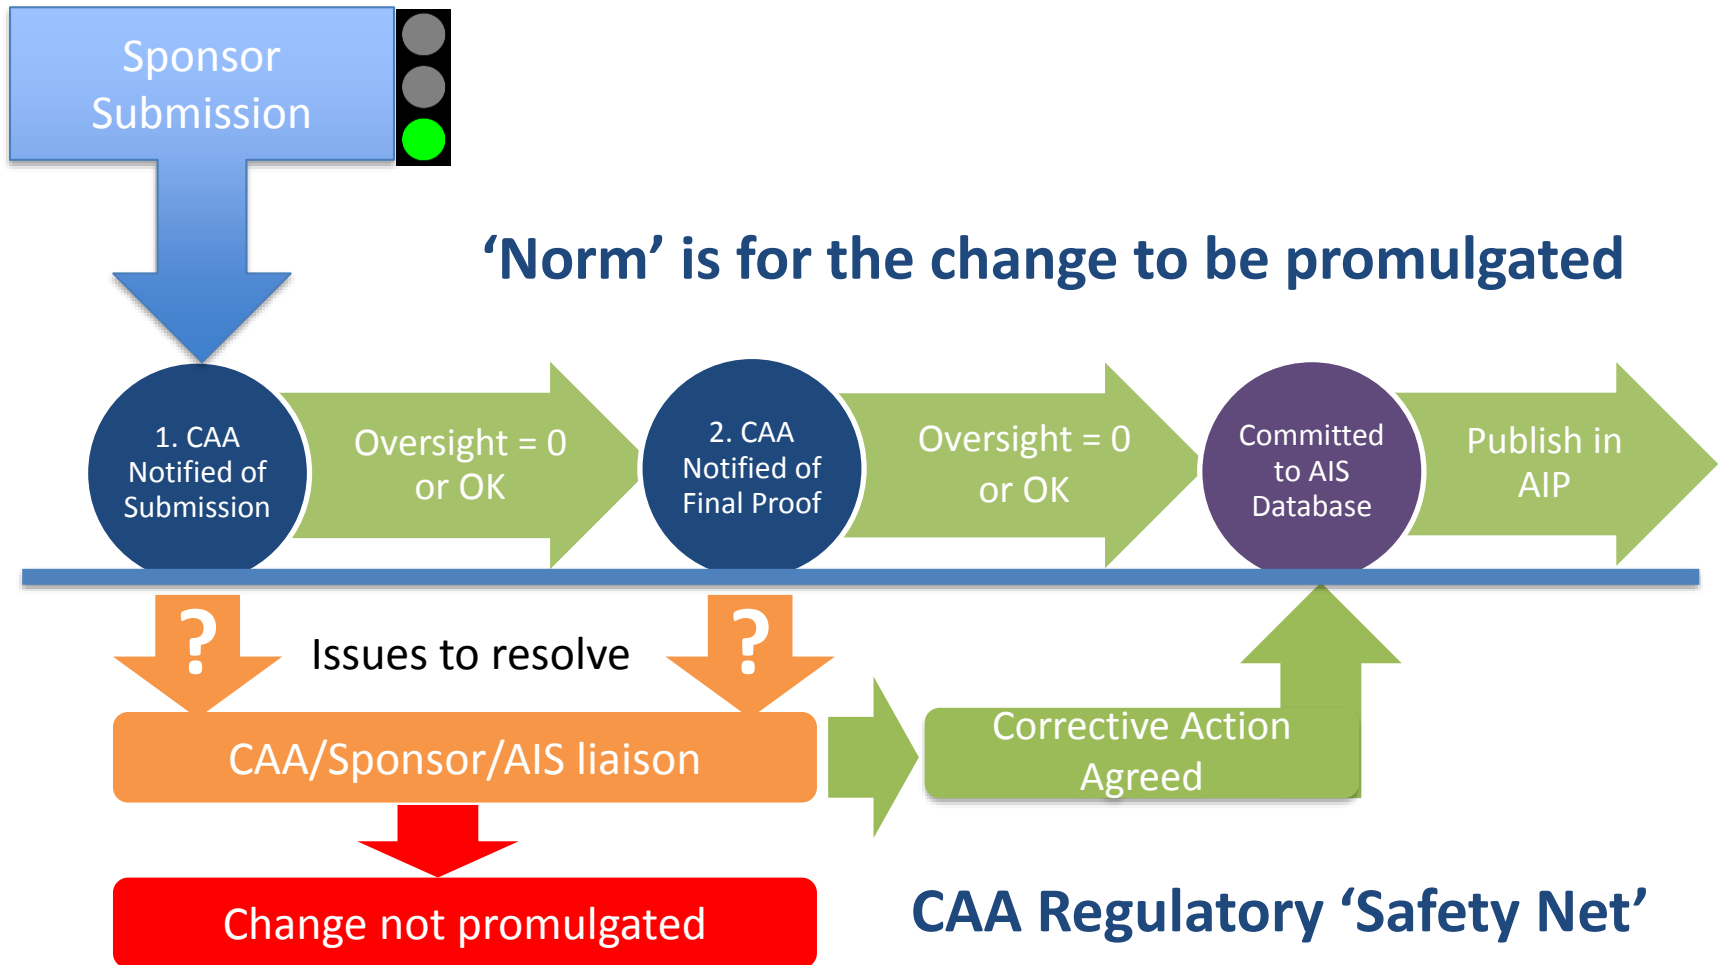 Sponsor
Submission
‘Norm’ is for the change to be promulgated
1. CAA
Notified of
Submission
Oversight = 0
or OK
2. CAA
Notified of
Final Proof
Oversight = 0
or OK
Committed
to AIS
Database
Publish in
AIP
?
Issues to resolve
?
CAA/Sponsor/AIS liaison
Corrective Action
Agreed
Change not promulgated
CAA Regulatory ‘Safety Net’